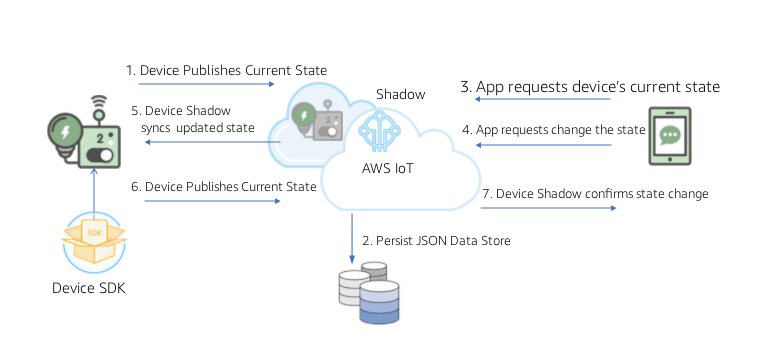 1. Device Publishes Current State
Shadow
3. App requests device's current state
5. Device Shadow
syncs updated state
2
4. App requests change the state
AWS IoT
6. Device Publishes Current State
7. Device Shadow confirms state change
SDK
2. Persist JSON Data Store
Device SDK